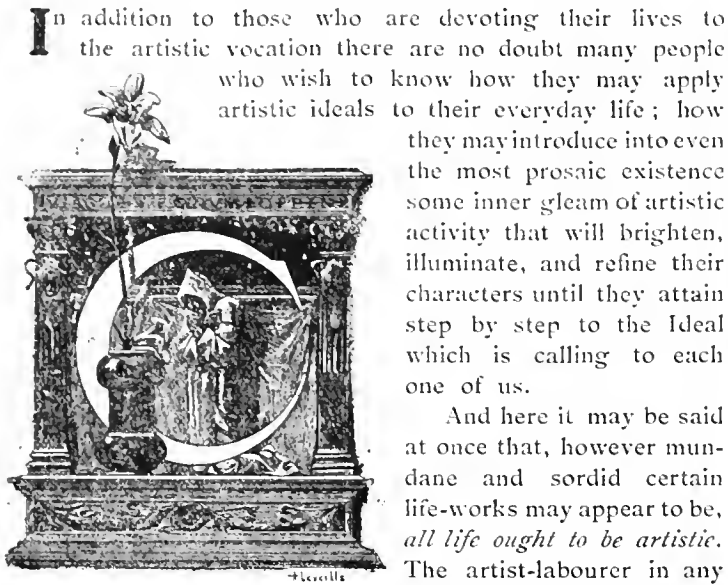 In addition to those who are devoting their lives to
the artistic vocation there are no doubt many people
who wish to know how they may apply
artistic ideals to their everyday life; how
they may introduce into even
the most prosaic existence
some inner gleam of artistic
activity that will brighten,
illuminate, and refine their
characters until they attain
step by step to the Ideal
which is calling to each
one of us.
And here it may be said
at once that, however mun-
dane and sordid certain
life-works may appear to be,
all life ought to be artistic.
The artist-labourer in any